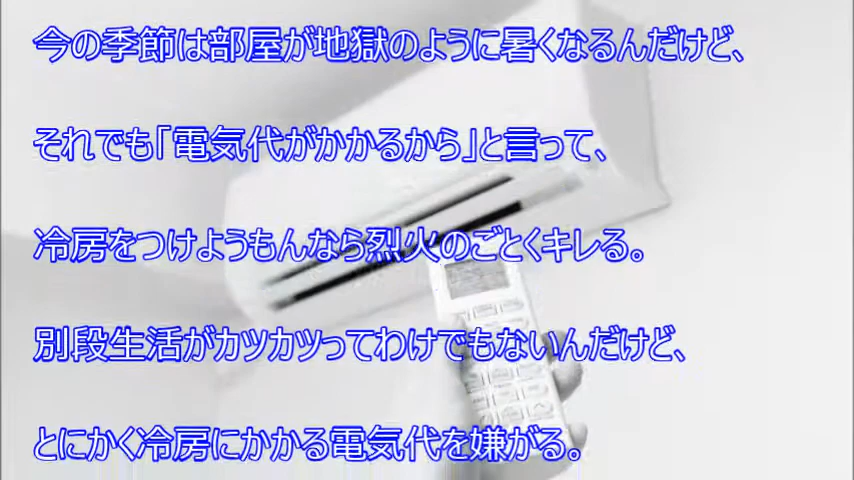 今の季節は部屋が地獄のように暑くなるんだけど、
それでも「電気代がかかるから」と言って、
冷房をつけようもんなら烈火のごとくキレる。
別段生活がカツカツってわけでもないんだけど、
とにかく冷房にかかる電気代を嫌がる。